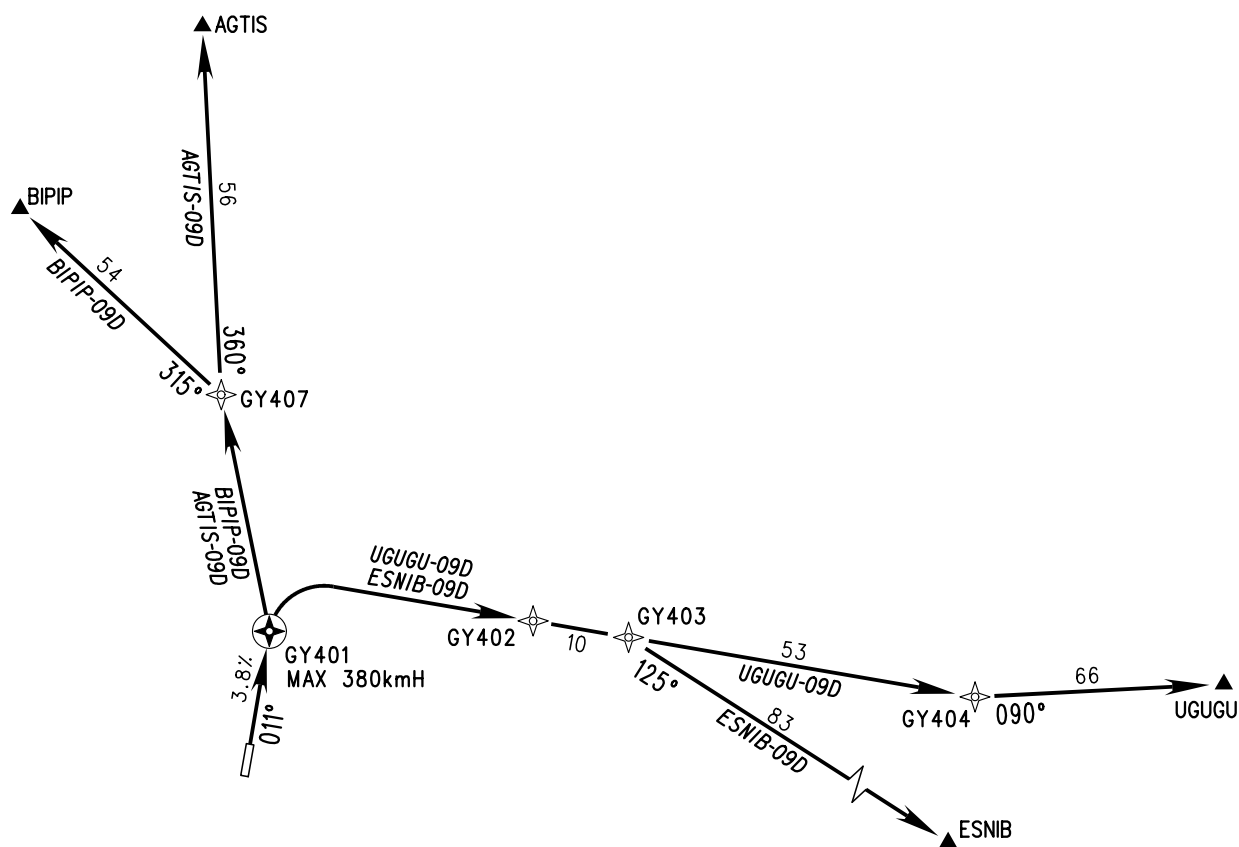 AGTIS
AGTIS-09D
56
BIPIP
54
BIPIP-09D
360°
315°
GY407
BIPIP-09D
AGTIS-09D
UGUGU-09D
ESNIB-09D
GY401
MAX 380kmH
3.8%
011°
GY402
10
GY403
125°
53
UGUGU-09D
83
ESNIB-09D
GY404
090°
66
UGUGU
ESNIB